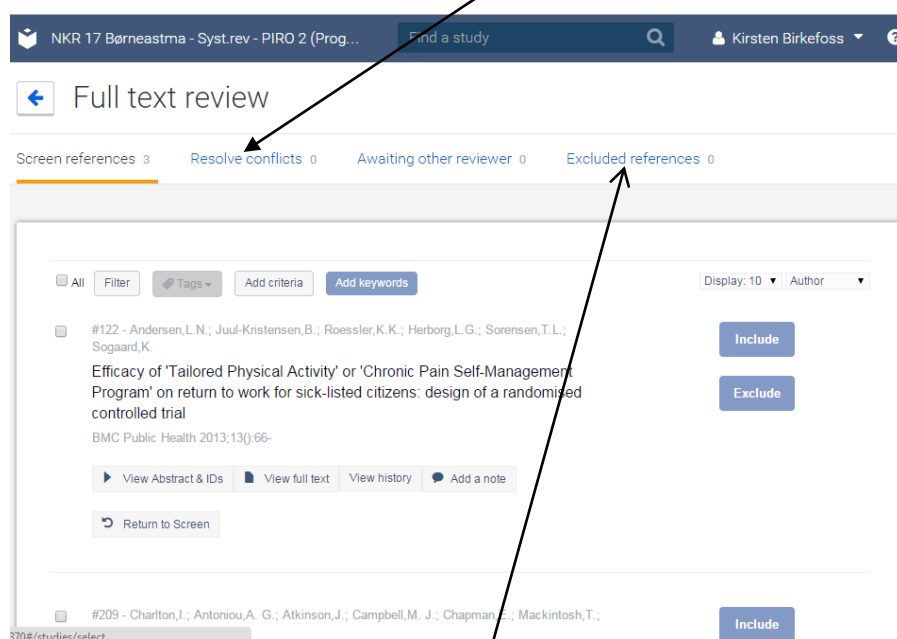 NKR 17 Børneastma - Syst.rev - PIRO 2 (Prog... Find a study Kirsten Birkefoss ?
Full text review
Screen references 3 Resolve conflicts 0 Awaiting other reviewer 0 Excluded references 0
All Filter Tags Add criteria Add keywords Display: 10 Author
#122 - Andersen,L.N.; Juul-Kristensen,B.; Roessler,K.K.; Herborg,L.G.; Sorensen,T.L.;
Sogaard,K.
Include
Efficacy of 'Tailored Physical Activity' or 'Chronic Pain Self-Management
Program' on return to work for sick-listed citizens: design of a randomised
controlled trial
Exclude
BMC Public Health 2013;13():66-
View Abstract & IDs View full text View history Add a note
Return to Screen
#209 - Charlton,I.; Antoniou,A. G.; Atkinson,J.; Campbell,M. J.; Chapman,E.; Mackintosh,T.;
Include
370#/studies/select